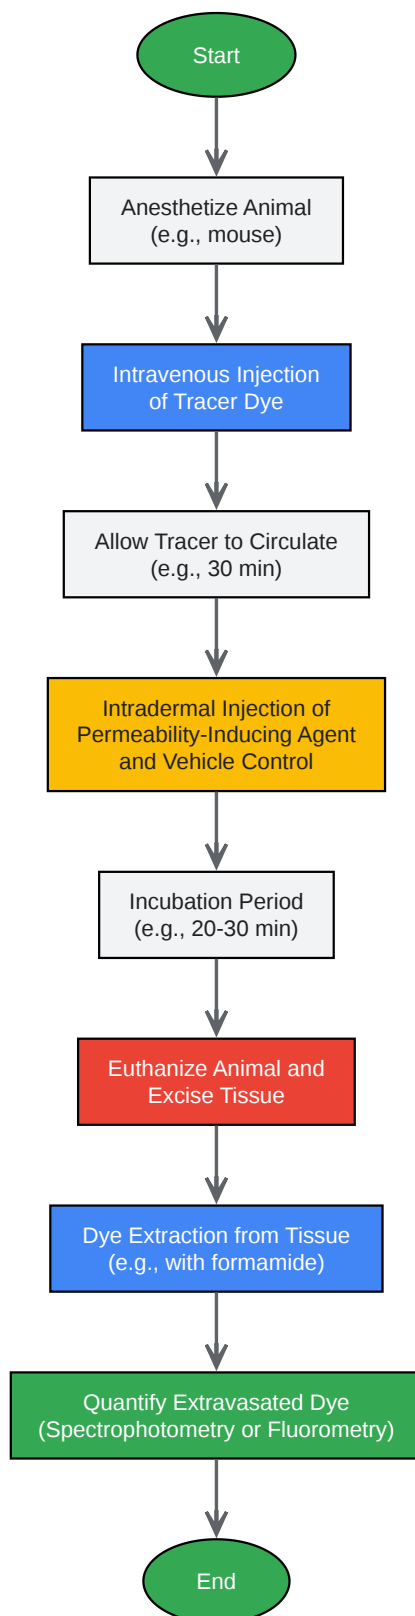 Start
Anesthetize Animal
(e.g., mouse)
Intravenous Injection
of Tracer Dye
Allow Tracer to Circulate
(e.g., 30 min)
Intradermal Injection of
Permeability-Inducing Agent
and Vehicle Control
Incubation Period
(e.g., 20-30 min)
Euthanize Animal and
Excise Tissue
Dye Extraction from Tissue
(e.g., with formamide)
Quantify Extravasated Dye
(Spectrophotometry or Fluorometry)
End